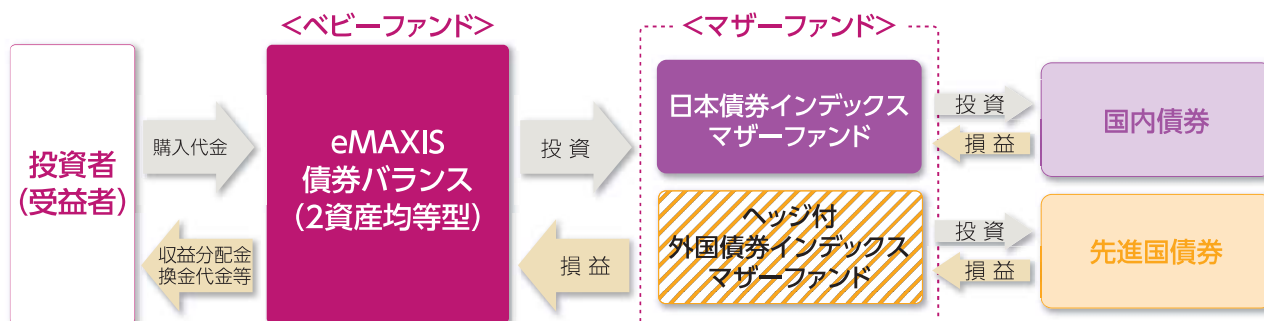 <ベビーファンド>
<マザーファンド>
投資者
(受益者)
購入代金
収益分配金
換金代金等
eMAXIS
債券バランス
(2資産均等型)
投資
損益
日本債券インデックス
マザーファンド
ヘッジ付
外国債券インデックス
マザーファンド
投資
損益
国内債券
投資
損益
先進国債券